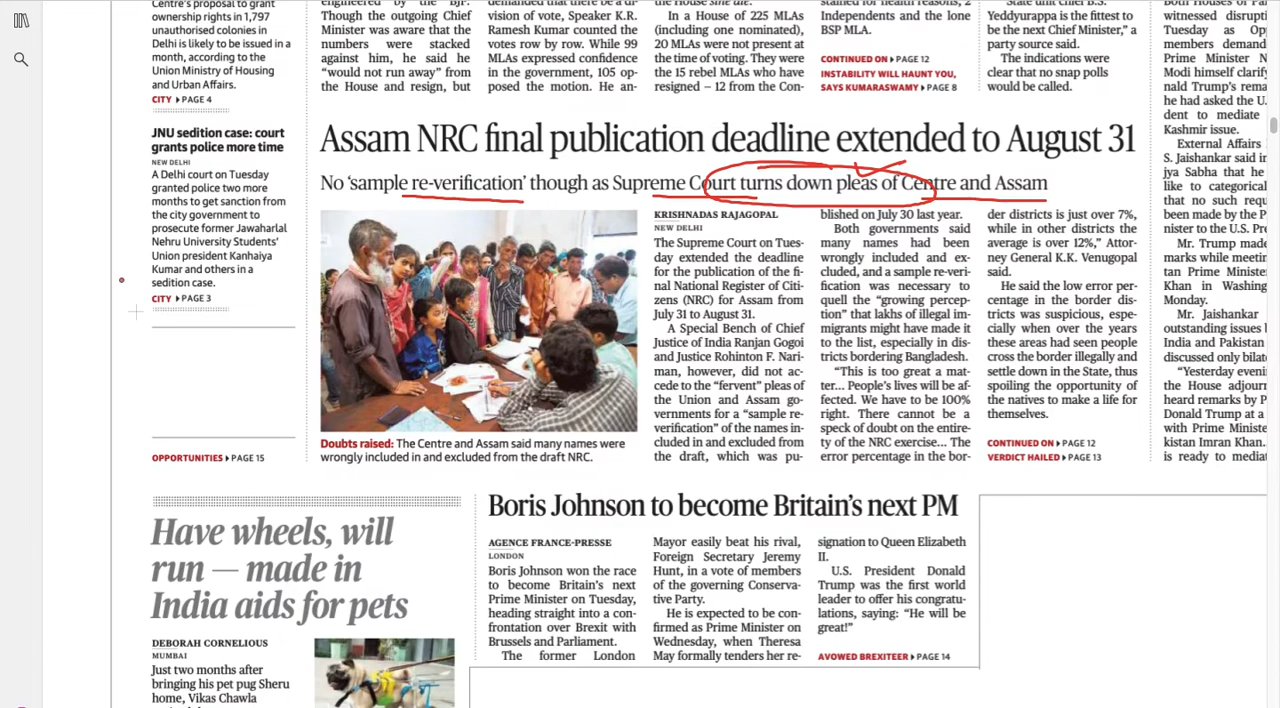 Centre's proposal to grant
ownership rights in 1,797
unauthorised colonies in
Delhi is likely to be issued in a
month, according to the
Union Ministry of Housing
and Urban Affairs.
CITY PAGE 4
JNU sedition case: court
grants police more time
NEW DELHI
A Delhi court on Tuesday
granted police two more
months to get sanction from
the city government to
prosecute former Jawaharlal
Nehru University Students'
Union president Kanhaiya
Kumar and others in a
sedition case.
CITY PAGE 3
OPPORTUNITIES PAGE 15
engineered by the BJP.
Though the outgoing Chief
Minister was aware that the
numbers were stacked
against him, he said he
"would not run away" from
the House and resign, but
demanded that there be a di-
vision of vote, Speaker K.R.
Ramesh Kumar counted the
votes row by row. While 99
MLAs expressed confidence
in the government, 105 op-
posed the motion. He an-
the House sine die.
In a House of 225 MLAs
(including one nominated),
20 MLAs were not present at
the time of voting. They were
the 15 rebel MLAs who have
resigned – 12 from the Con-
stained for health reasons, 2
Independents and the lone
BSP MLA.
CONTINUED ON PAGE 12
INSTABILITY WILL HAUNT YOU,
SAYS KUMARASWAMY PAGE 8
State unit chief B.S.
Yeddyurappa is the fittest to
be the next Chief Minister," a
party source said.
The indications were
clear that no snap polls
would be called.
Assam NRC final publication deadline extended to August 31
No 'sample re-verification' though as Supreme Court turns down pleas of Centre and Assam
Doubts raised: The Centre and Assam said many names were
wrongly included in and excluded from the draft NRC.
KRISHNADAS RAJAGOPAL
NEW DELHI
The Supreme Court on Tues-
day extended the deadline
for the publication of the fi-
nal National Register of Citi-
zens (NRC) for Assam from
July 31 to August 31.
A Special Bench of Chief
Justice of India Ranjan Gogoi
and Justice Rohinton F. Nari-
man, however, did not ac-
cede to the "fervent" pleas of
the Union and Assam go-
vernments for a "sample re-
verification" of the names in-
cluded in and excluded from
the draft, which was pu-
blished on July 30 last year.
Both governments said
many names had been
wrongly included and ex-
cluded, and a sample re-veri-
fication was necessary to
quell the "growing percep-
tion" that lakhs of illegal im-
migrants might have made it
to the list, especially in dis-
tricts bordering Bangladesh.
"This is too great a mat-
ter... People's lives will be af-
fected. We have to be 100%
right. There cannot be a
speck of doubt on the entire-
ty of the NRC exercise... The
error percentage in the bor-
der districts is just over 7%,
while in other districts the
average is over 12%," Attor-
ney General K.K. Venugopal
said.
He said the low error per-
centage in the border dis-
tricts was suspicious, espe-
cially when over the years
these areas had seen people
cross the border illegally and
settle down in the State, thus
spoiling the opportunity of
the natives to make a life for
themselves.
CONTINUED ON PAGE 12
VERDICT HAILED PAGE 13
Both Houses of Pa
witnessed disrupti
Tuesday as Op
members demand
Prime Minister N
Modi himself clarify
nald Trump's rema
he had asked the U.
dent to mediate
Kashmir issue.
External Affairs
S. Jaishankar said in
jya Sabha that he
like to categorical
that no such requ
been made by the P
nister to the U.S. Pre
Mr. Trump made
marks while meetin
tan Prime Ministe
Khan in Washing
Monday.
Mr. Jaishankar
outstanding issues b
India and Pakistan
discussed only bilat
"Yesterday eveni
the House adjourn
heard remarks by P
Donald Trump at a
with Prime Ministe
kistan Imran Khan.
is ready to mediat
Have wheels, will
run — made in
India aids for pets
DEBORAH CORNELIOUS
MUMBAI
Just two months after
bringing his pet pug Sheru
home, Vikas Chawla
Boris Johnson to become Britain's next PM
AGENCE FRANCE-PRESSE
LONDON
Boris Johnson won the race
to become Britain's next
Prime Minister on Tuesday,
heading straight into a con-
frontation over Brexit with
Brussels and Parliament.
The former London
Mayor easily beat his rival,
Foreign Secretary Jeremy
Hunt, in a vote of members
of the governing Conserva-
tive Party.
He is expected to be con-
firmed as Prime Minister on
Wednesday, when Theresa
May formally tenders her re-
signation to Queen Elizabeth
II.
U.S. President Donald
Trump was the first world
leader to offer his congratu-
lations, saying: "He will be
great!"
AVOWED BREXITEER PAGE 14